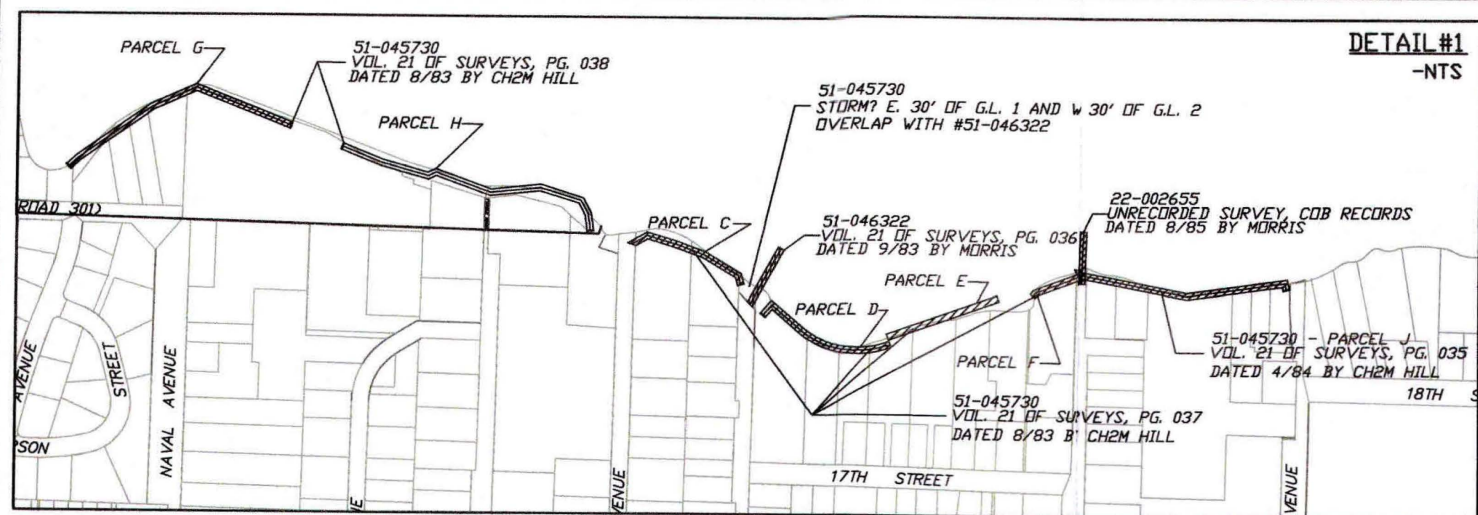 DETAIL#1
-NTS
PARCEL G
51-045730
VOL. 21 OF SURVEYS, PG. 038
DATED 8/83 BY CH2M HILL
PARCEL H
51-045730
STORM? E. 30' OF G.L. 1 AND W 30' OF G.L. 2
OVERLAP WITH #51-046322
PARCEL C
51-046322
VOL. 21 OF SURVEYS, PG. 036
DATED 9/83 BY MORRIS
22-002655
UNRECORDED SURVEY, COB RECORDS
DATED 8/85 BY MORRIS
PARCEL E
PARCEL D
PARCEL F
51-045730 - PARCEL J
VOL. 21 OF SURVEYS, PG. 035
DATED 4/84 BY CH2M HILL
51-045730
VOL. 21 OF SURVEYS, PG. 037
DATED 8/83 BY CH2M HILL
ROAD 301)
AVENUE
STREET
NAVAL AVENUE
RSON
UE
VENUE
17TH STREET
18TH S
VENUE